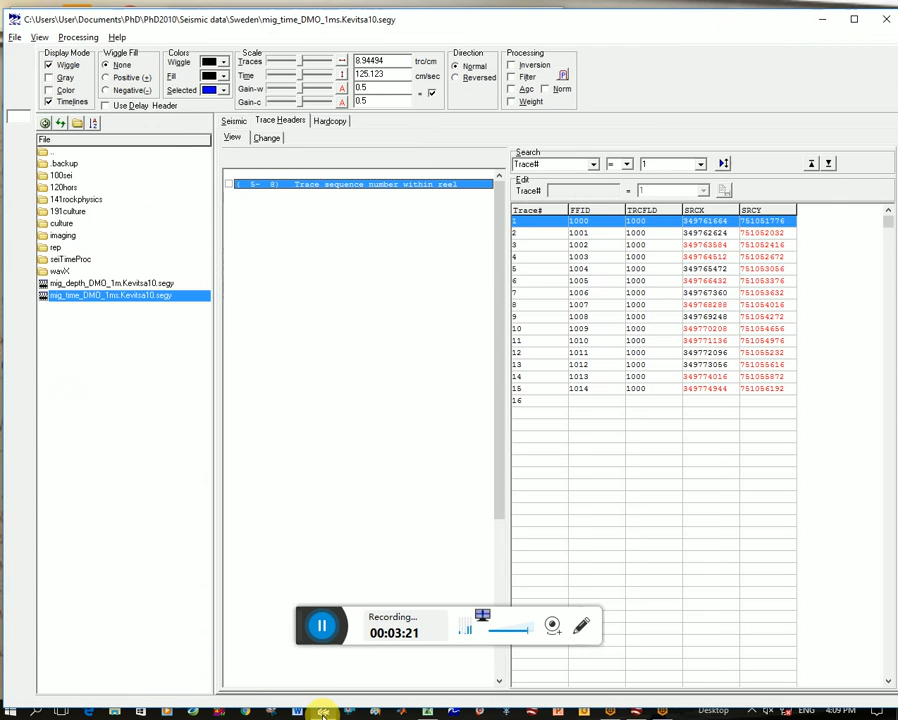 C:\Users\User\Documents\PhD\PhD2010\Seismic data\Sweden\mig_time_DMO_1ms.Kevitsa10.segy
File View Processing Help
Display Mode Wiggle Fill Colors Scale Direction Processing
Wiggle None Wiggle Traces 8.94494 trc/cm Normal Inversion
Gray Positive (+) Fill Time 125.123 cm/sec Reversed Filter
Color Negative (-) Selected Gain-w 0.5 = Agc Norm
Timelines Use Delay Header Gain-c 0.5 Weight
Seismic Trace Headers Hardcopy
View Change
File
..
.backup
100sei
120hors
141rockphysics
191culture
culture
imaging
rep
seiTimeProc
wavX
mig_depth_DMO_1m.Kevitsa10.segy
mig_time_DMO_1ms.Kevitsa10.segy
( 5- 8) Trace sequence number within reel
Search
Trace# = 1
Edit
Trace# = 1
Trace# FFID TRCFLD SRCX SRCY
1 1000 1000 349761664 751051776
2 1001 1000 349762624 751052032
3 1002 1000 349763584 751052416
4 1003 1000 349764512 751052672
5 1004 1000 349765472 751053056
6 1005 1000 349766432 751053376
7 1006 1000 349767360 751053632
8 1007 1000 349768288 751054016
9 1008 1000 349769248 751054272
10 1009 1000 349770208 751054656
11 1010 1000 349771136 751054976
12 1011 1000 349772096 751055232
13 1012 1000 349773056 751055616
14 1013 1000 349774016 751055872
15 1014 1000 349774944 751056192
16
Recording...
00:03:21
Desktop ENG 4:09 PM